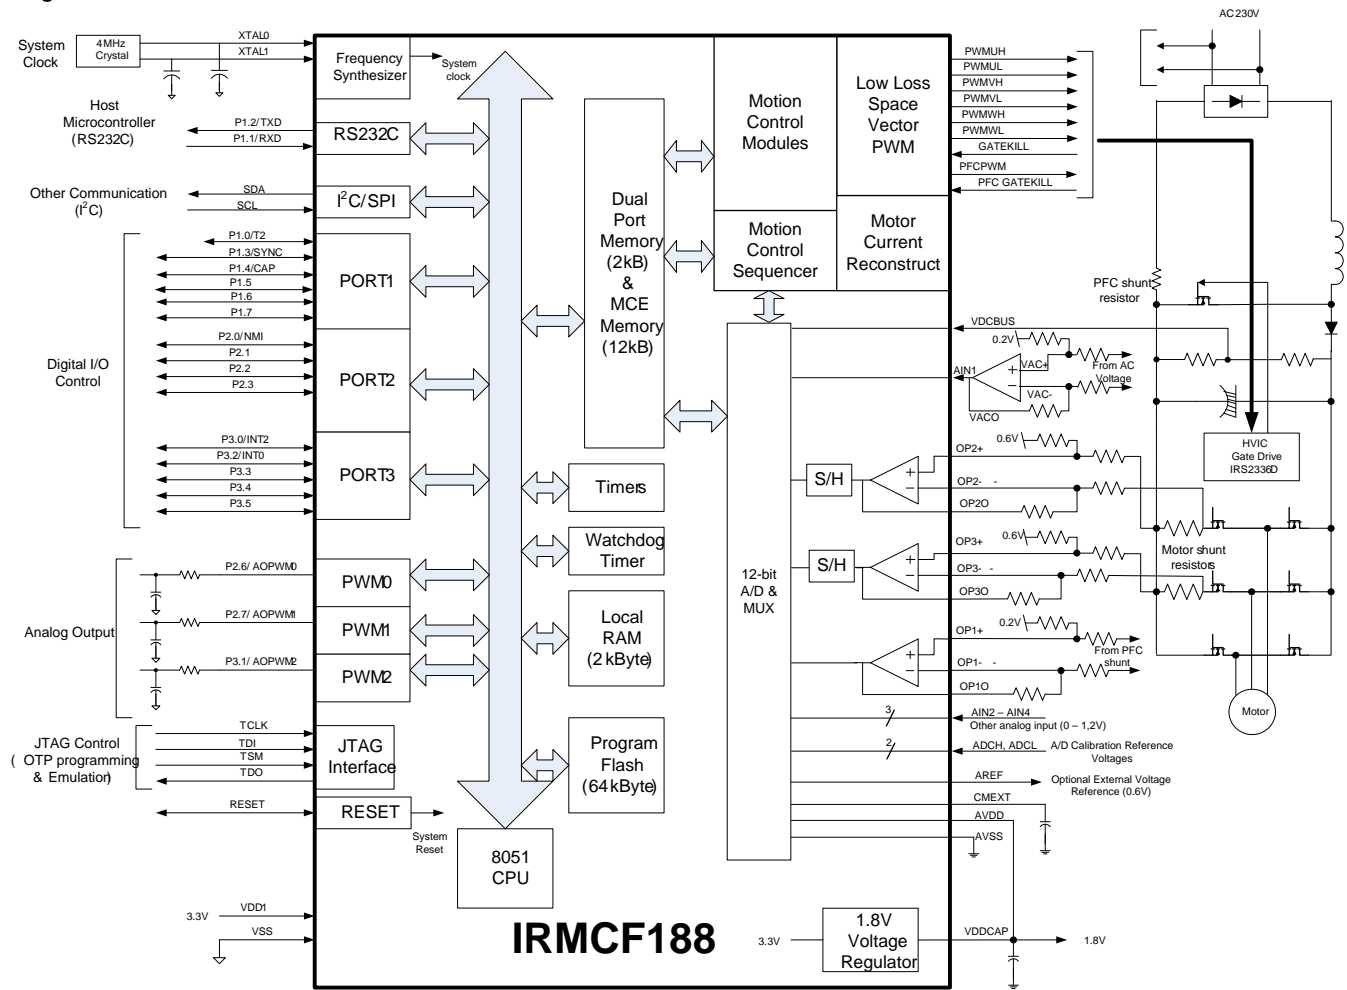 AC 230V
System
Clock
4MHz
Crystal
XTAL0
XTAL1
Frequency
Synthesizer
System
clock
Host
Microcontroller
(RS232C)
P1.2/TXD
P1.1/RXD
RS232C
Other Communication
(I2C)
SDA
SCL
I2C/SPI
Digital I/O
Control
P1.0/T2
P1.3/SYNC
P1.4/CAP
P1.5
P1.6
P1.7
PORT1
P2.0/NMI
P2.1
P2.2
P2.3
PORT2
P3.0/INT2
P3.2/INT0
P3.3
P3.4
P3.5
PORT3
Analog Output
P2.6/ AOPWM0
P2.7/ AOPWM1
P3.1/ AOPWM2
PWM0
PWM1
PWM2
JTAG Control
( OTP programming
& Emulation)
TCLK
TDI
TSM
TDO
JTAG
Interface
RESET
RESET
System
Reset
3.3V
VDD1
VSS
8051
CPU
Dual
Port
Memory
(2kB)
&
MCE
Memory
(12kB)
Timers
Watchdog
Timer
Local
RAM
(2kByte)
Program
Flash
(64kByte)
Motion
Control
Modules
Motion
Control
Sequencer
Low Loss
Space
Vector
PWM
Motor
Current
Reconstruct
12-bit
A/D &
MUX
S/H
S/H
IRMCF188
3.3V
1.8V
Voltage
Regulator
PWMUH
PWMUL
PWMVH
PWMVL
PWMWH
PWMWL
GATEKILL
PFCPWM
PFC GATEKILL
VDCBUS
0.2V
AIN1
VAC+
VAC-
VACO
From AC
Voltage
OP2+
0.6V
OP2- -
OP2O
OP3+
0.6V
OP3- -
OP3O
OP1+
0.2V
OP1- -
OP1O
From PFC
shunt
3
AIN2 – AIN4
Other analog input (0 – 1,2V)
2
ADCH, ADCL
A/D Calibration Reference
Voltages
AREF
Optional External Voltage
Reference (0.6V)
CMEXT
AVDD
AVSS
VDDCAP
1.8V
PFC shunt
resistor
HVIC
Gate Drive
IRS2336D
Motor shunt
resistors
Motor